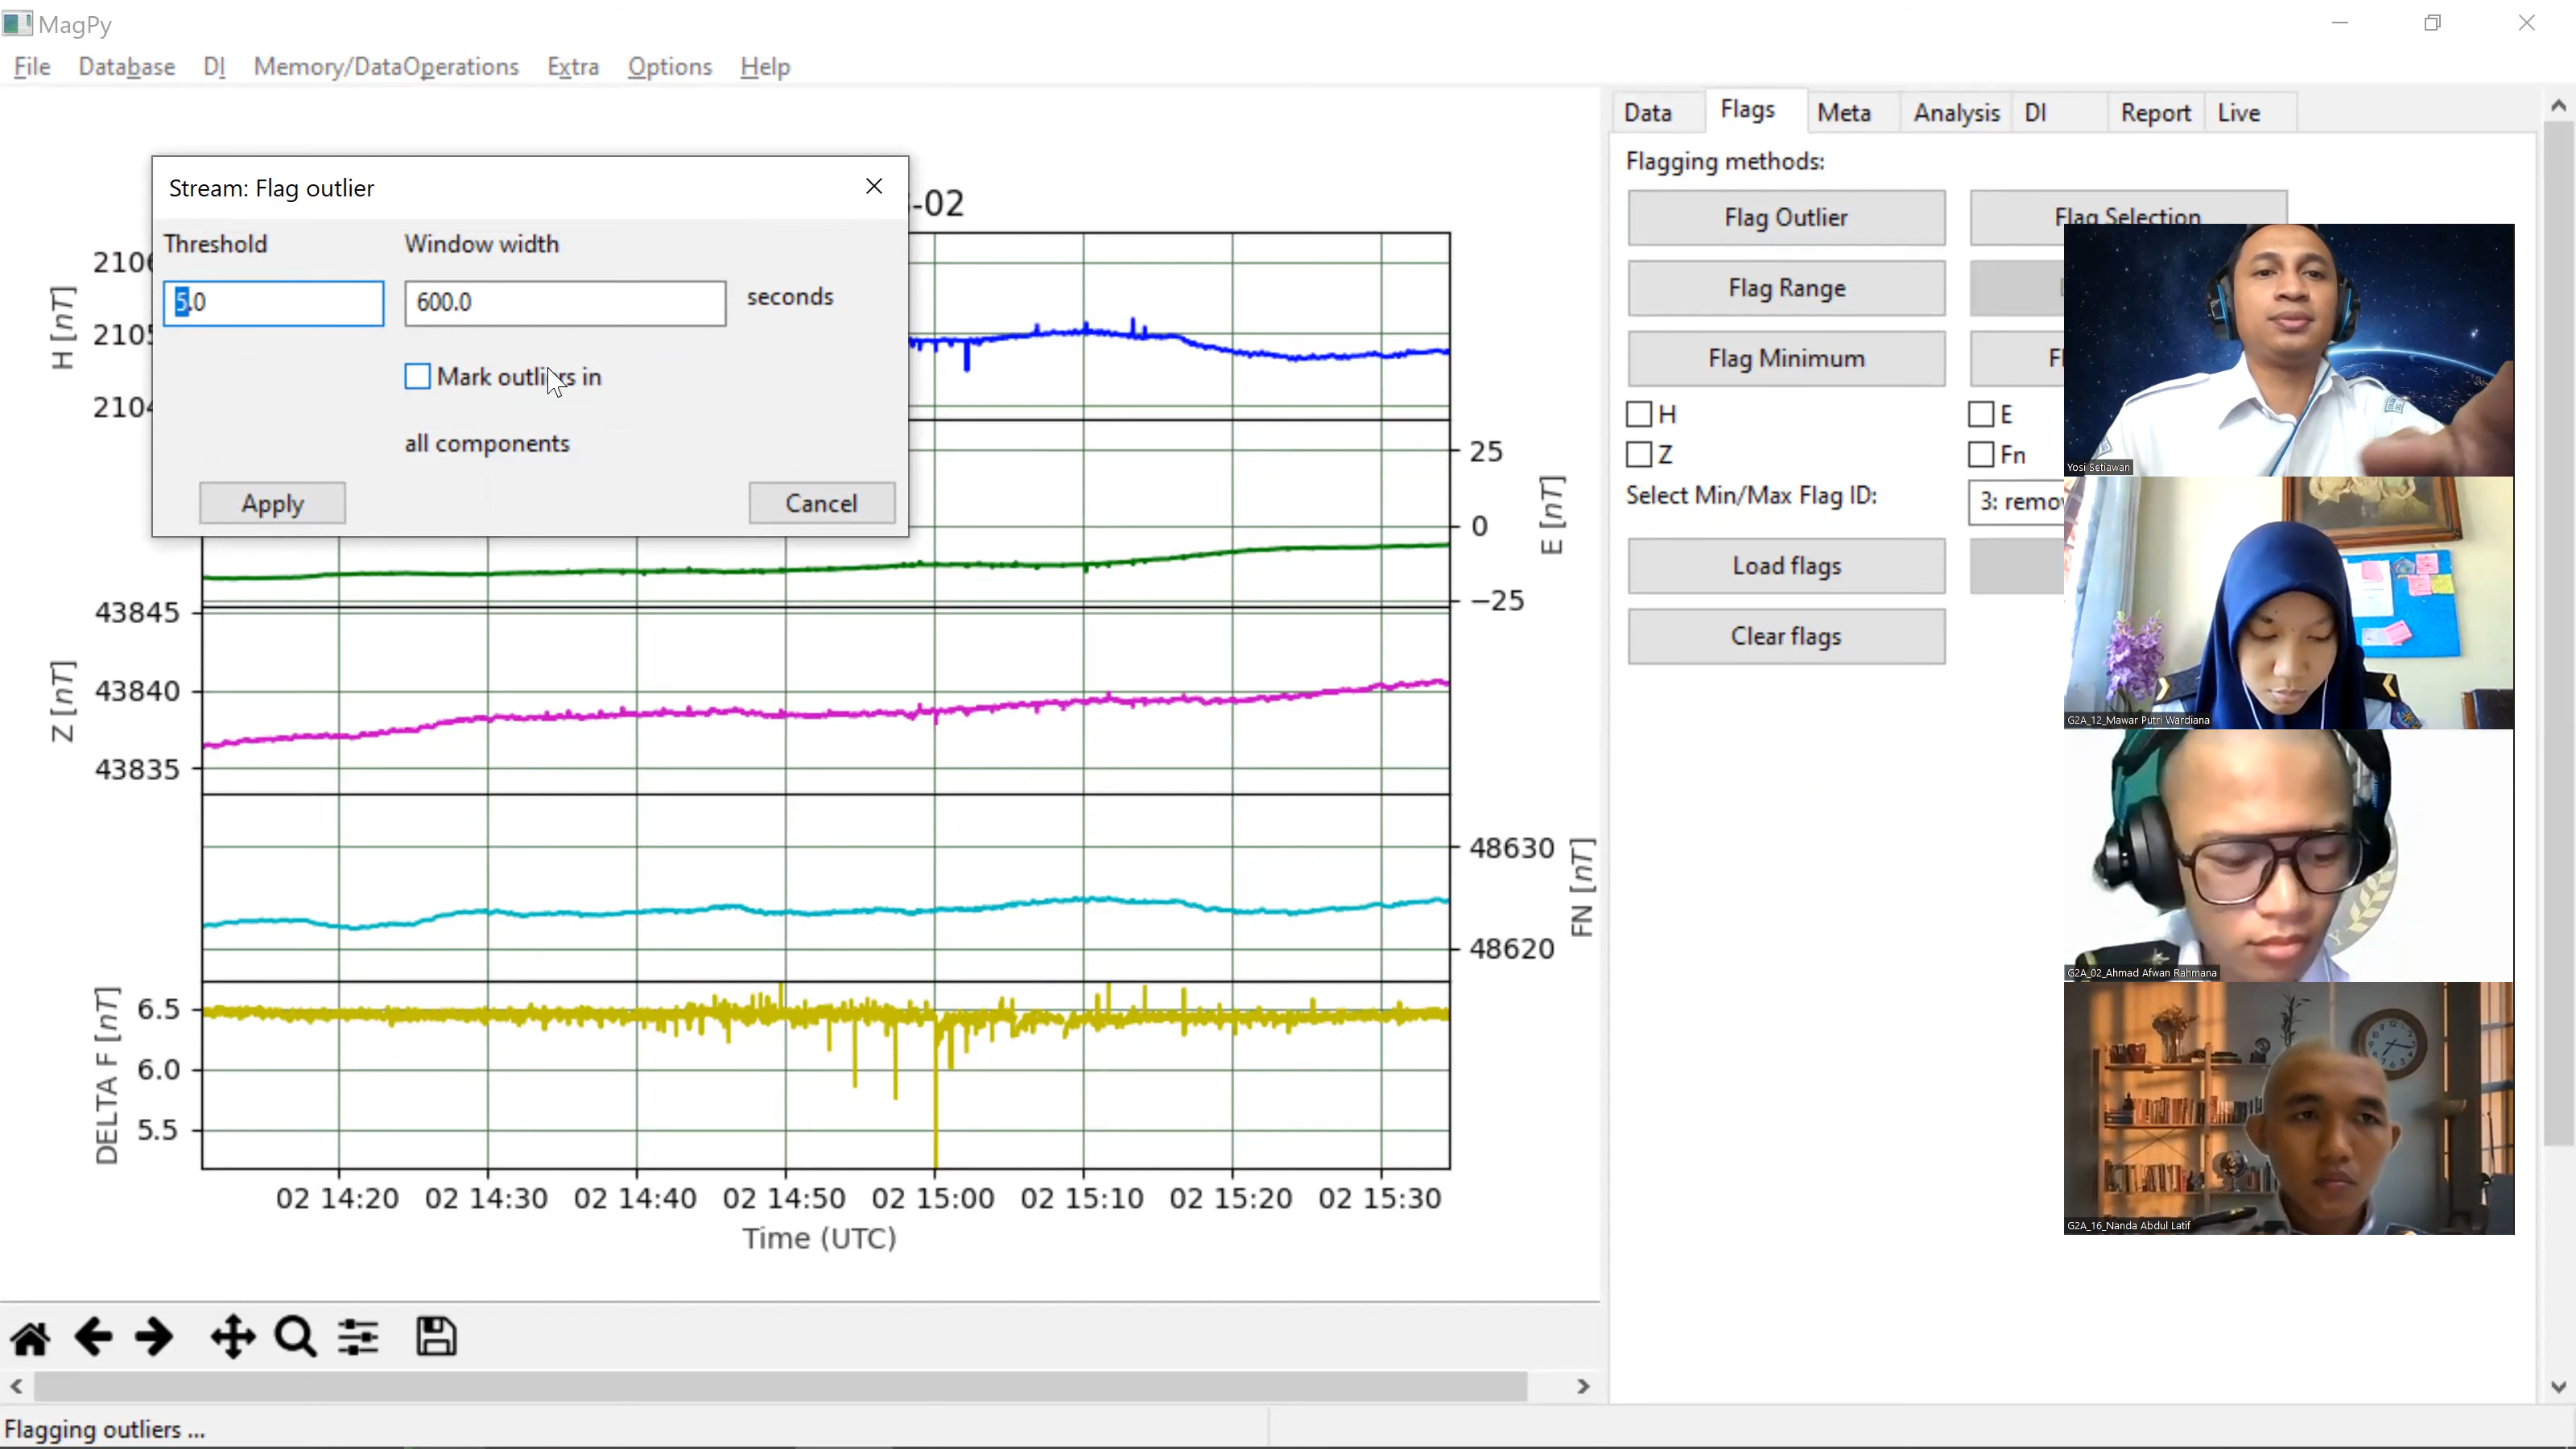 MagPy
File Database DI Memory/DataOperations Extra Options Help
Data Flags Meta Analysis DI Report Live
Flagging methods:
Flag Outlier Flag Selection
Flag Range
Flag Minimum
H E
Z Fn
Select Min/Max Flag ID: 3: remov
Load flags
Clear flags
Stream: Flag outlier
Threshold Window width
5.0 600.0 seconds
Mark outliers in
all components
Apply Cancel
-02
H [nT]
2106
2105
2104
25
0
−25
E [nT]
43845
43840
43835
Z [nT]
48630
48620
FN [nT]
6.5
6.0
5.5
DELTA F [nT]
02 14:20 02 14:30 02 14:40 02 14:50 02 15:00 02 15:10 02 15:20 02 15:30
Time (UTC)
Flagging outliers ...
Yosi Setiawan
G2A_12_Mawar Putri Wardiana
G2A_02_Ahmad Afwan Rahmana
G2A_16_Nanda Abdul Latif